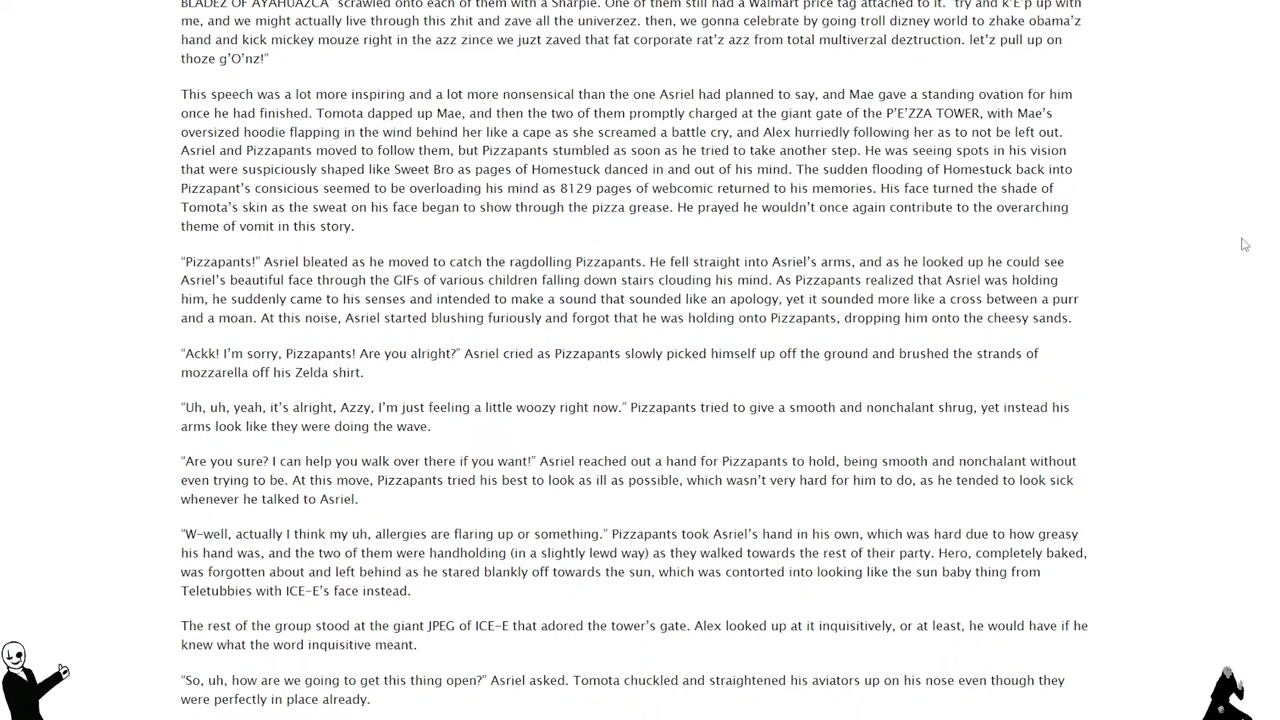 BLADEZ OF AYAHUAZCA" scrawled onto each of them with a Sharpie. One of them still had a Walmart price tag attached to it. "try and k'E'p up with
me, and we might actually live through this zhit and zave all the univerzez. then, we gonna celebrate by going troll dizney world to zhake obama'z
hand and kick mickey mouze right in the azz zince we juzt zaved that fat corporate rat'z azz from total multiverzal deztruction. let'z pull up on
thoze g'O'nz!"
This speech was a lot more inspiring and a lot more nonsensical than the one Asriel had planned to say, and Mae gave a standing ovation for him
once he had finished. Tomota dapped up Mae, and then the two of them promptly charged at the giant gate of the P'E'ZZA TOWER, with Mae's
oversized hoodie flapping in the wind behind her like a cape as she screamed a battle cry, and Alex hurriedly following her as to not be left out.
Asriel and Pizzapants moved to follow them, but Pizzapants stumbled as soon as he tried to take another step. He was seeing spots in his vision
that were suspiciously shaped like Sweet Bro as pages of Homestuck danced in and out of his mind. The sudden flooding of Homestuck back into
Pizzapant's conscious seemed to be overloading his mind as 8129 pages of webcomic returned to his memories. His face turned the shade of
Tomota's skin as the sweat on his face began to show through the pizza grease. He prayed he wouldn't once again contribute to the overarching
theme of vomit in this story.
"Pizzapants!" Asriel bleated as he moved to catch the ragdolling Pizzapants. He fell straight into Asriel's arms, and as he looked up he could see
Asriel's beautiful face through the GIFs of various children falling down stairs clouding his mind. As Pizzapants realized that Asriel was holding
him, he suddenly came to his senses and intended to make a sound that sounded like an apology, yet it sounded more like a cross between a purr
and a moan. At this noise, Asriel started blushing furiously and forgot that he was holding onto Pizzapants, dropping him onto the cheesy sands.
"Ackk! I'm sorry, Pizzapants! Are you alright?" Asriel cried as Pizzapants slowly picked himself up off the ground and brushed the strands of
mozzarella off his Zelda shirt.
"Uh, uh, yeah, it's alright, Azzy, I'm just feeling a little woozy right now." Pizzapants tried to give a smooth and nonchalant shrug, yet instead his
arms look like they were doing the wave.
"Are you sure? I can help you walk over there if you want!" Asriel reached out a hand for Pizzapants to hold, being smooth and nonchalant without
even trying to be. At this move, Pizzapants tried his best to look as ill as possible, which wasn't very hard for him to do, as he tended to look sick
whenever he talked to Asriel.
"W-well, actually I think my uh, allergies are flaring up or something." Pizzapants took Asriel's hand in his own, which was hard due to how greasy
his hand was, and the two of them were handholding (in a slightly lewd way) as they walked towards the rest of their party. Hero, completely baked,
was forgotten about and left behind as he stared blankly off towards the sun, which was contorted into looking like the sun baby thing from
Teletubbies with ICE-E's face instead.
The rest of the group stood at the giant JPEG of ICE-E that adored the tower's gate. Alex looked up at it inquisitively, or at least, he would have if he
knew what the word inquisitive meant.
"So, uh, how are we going to get this thing open?" Asriel asked. Tomota chuckled and straightened his aviators up on his nose even though they
were perfectly in place already.